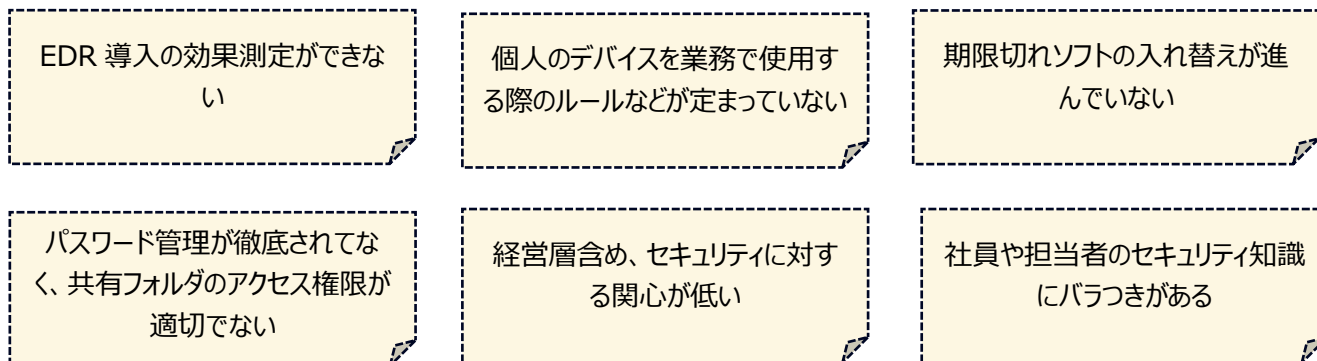 EDR 導入の効果測定ができな
い
個人のデバイスを業務で使用す
る際のルールなどが定まっていない
期限切れソフトの入れ替えが進
んでいない
パスワード管理が徹底されてな
く、共有フォルダのアクセス権限が
適切でない
経営層含め、セキュリティに対す
る関心が低い
社員や担当者のセキュリティ知識
にバラつきがある